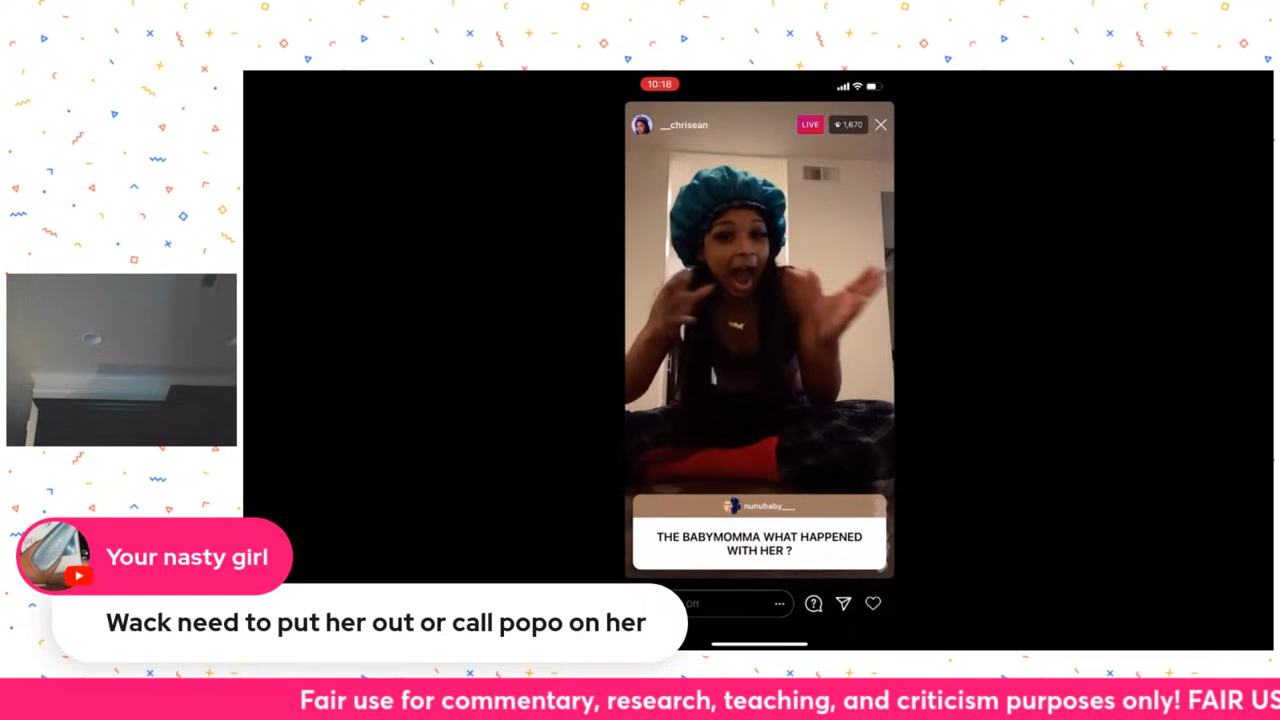 10:18
__chrisean
LIVE
1,670
nunubaby___
THE BABYMOMMA WHAT HAPPENED
WITH HER ?
Off
Your nasty girl
Wack need to put her out or call popo on her
Fair use for commentary, research, teaching, and criticism purposes only! FAIR US